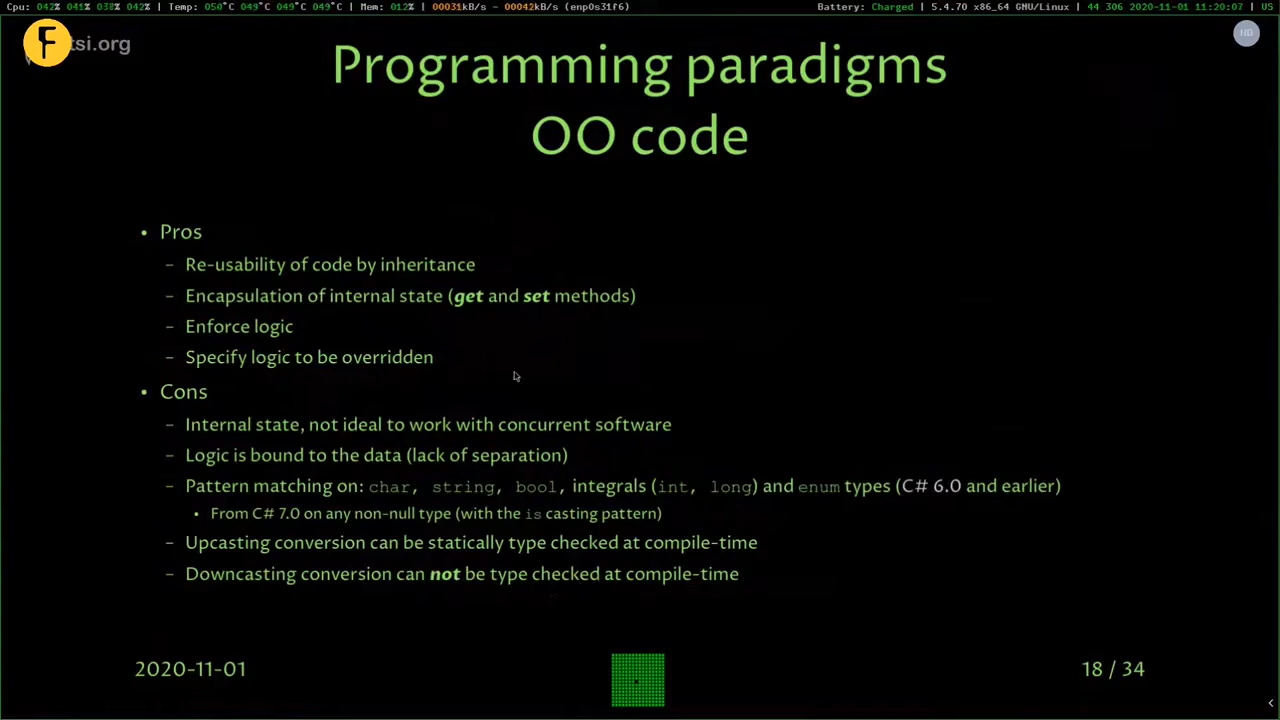 Cpu: 042% 041% 038% 042% | Temp: 050°C 049°C 049°C 049°C | Mem: 012% | 00031kB/s - 00042kB/s (enp0s31f6)
Battery: Charged | 5.4.70 x86_64 GNU/Linux | 44 306 2020-11-01 11:20:07 | US
F
tsi.org
HD
Programming paradigms
OO code
• Pros
– Re-usability of code by inheritance
– Encapsulation of internal state (get and set methods)
– Enforce logic
– Specify logic to be overridden
• Cons
– Internal state, not ideal to work with concurrent software
– Logic is bound to the data (lack of separation)
– Pattern matching on: char, string, bool, integrals (int, long) and enum types (C# 6.0 and earlier)
• From C# 7.0 on any non-null type (with the is casting pattern)
– Upcasting conversion can be statically type checked at compile-time
– Downcasting conversion can not be type checked at compile-time
2020-11-01
18 / 34